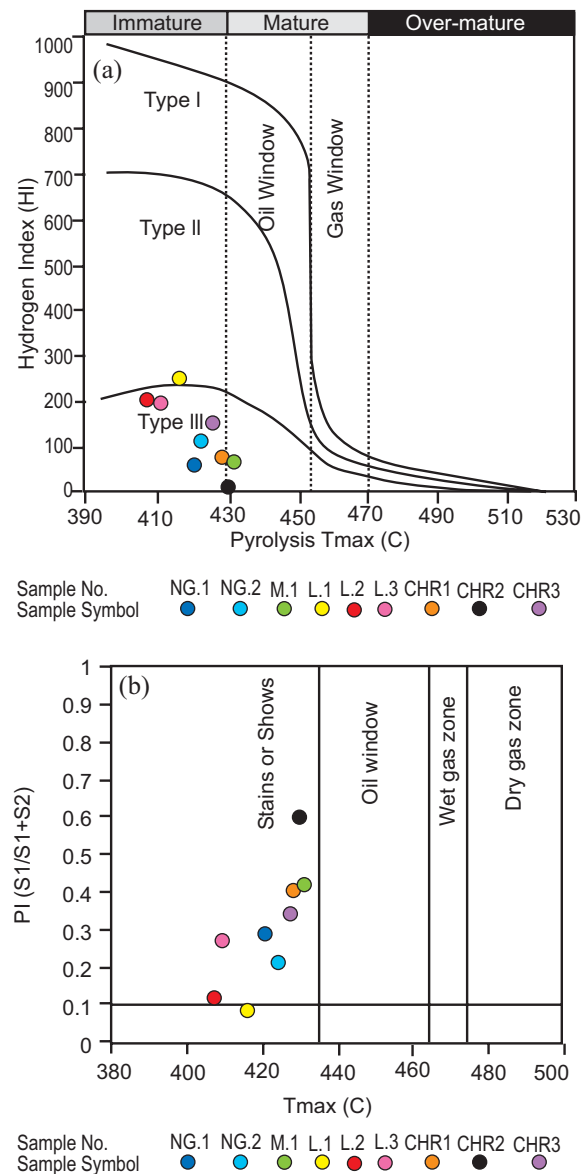 Immature Mature Over-mature
1000
(a)
900
Type I
800
700
600
Type II
500
400
300
200
Type III
100
0
Oil Window
Gas Window
Hydrogen Index (HI)
390 410 430 450 470 490 510 530
Pyrolysis Tmax (C)
Sample No. NG.1 NG.2 M.1 L.1 L.2 L.3 CHR1 CHR2 CHR3
Sample Symbol
1
(b)
0.9
0.8
0.7
0.6
0.5
0.4
0.3
0.2
0.1
0
Stains or Shows
Oil window
Wet gas zone
Dry gas zone
PI (S1/S1+S2)
380 400 420 440 460 480 500
Tmax (C)
Sample No. NG.1 NG.2 M.1 L.1 L.2 L.3 CHR1 CHR2 CHR3
Sample Symbol